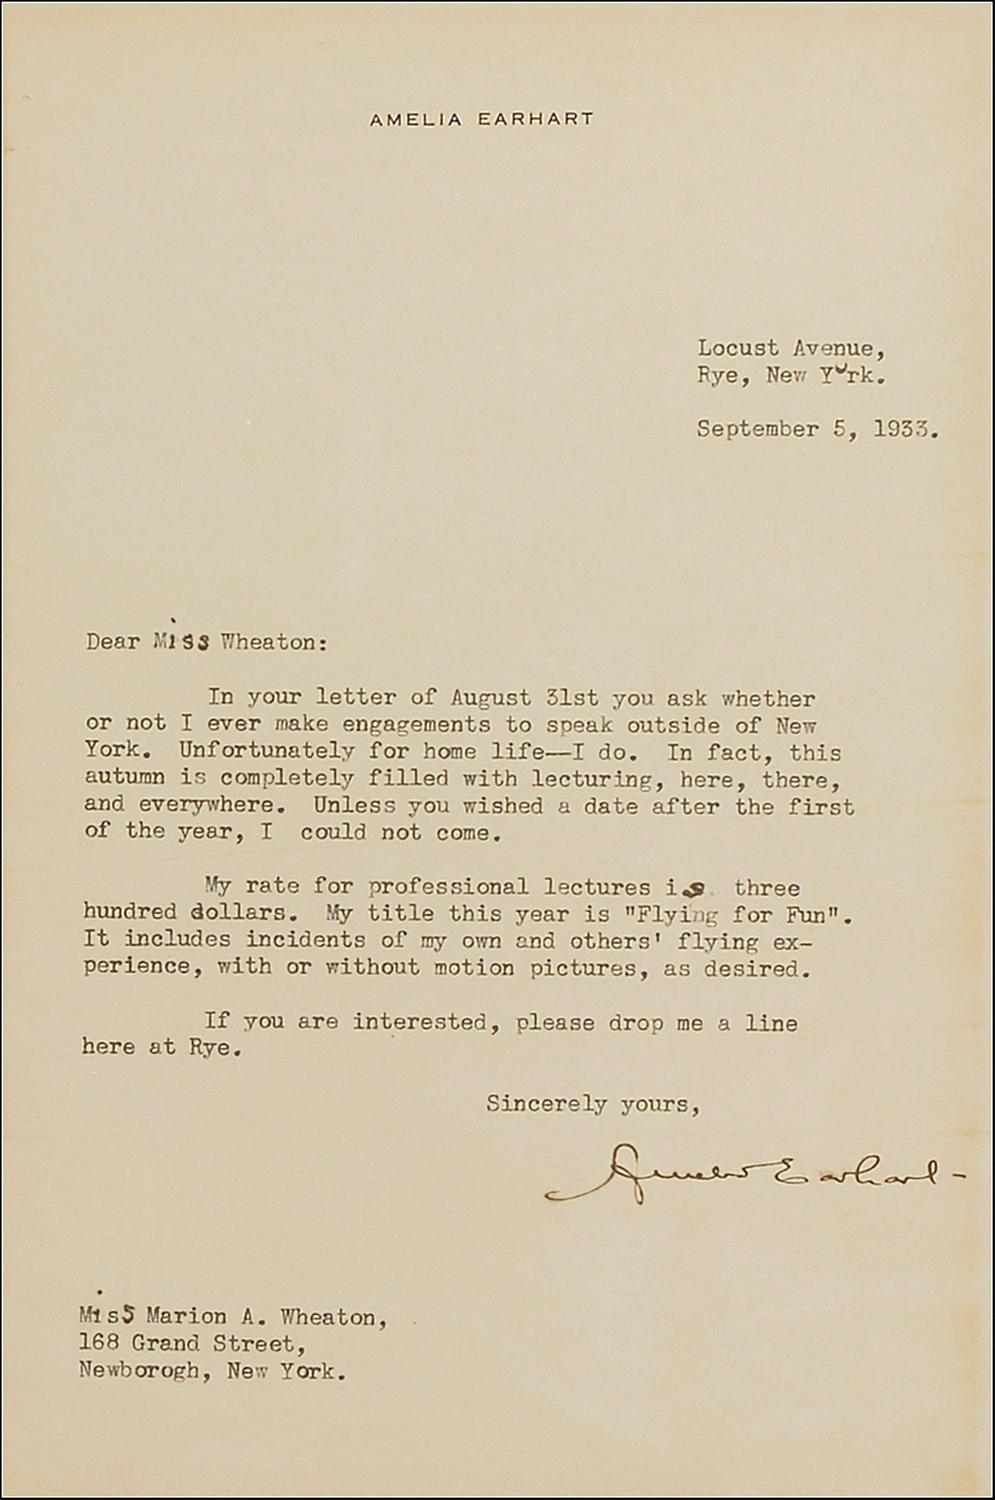 AMELIA EARHART
Locust Avenue,
Rye, New York.
September 5, 1933.
Dear Miss Wheaton:
In your letter of August 31st you ask whether
or not I ever make engagements to speak outside of New
York. Unfortunately for home life—I do. In fact, this
autumn is completely filled with lecturing, here, there,
and everywhere. Unless you wished a date after the first
of the year, I could not come.
My rate for professional lectures is three
hundred dollars. My title this year is "Flying for Fun".
It includes incidents of my own and others' flying ex-
perience, with or without motion pictures, as desired.
If you are interested, please drop me a line
here at Rye.
Sincerely yours,
Amelia Earhart-
Miss Marion A. Wheaton,
168 Grand Street,
Newborogh, New York.